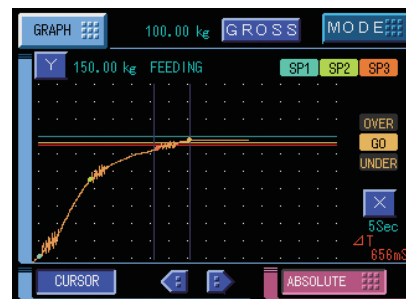 GRAPH 100.00 kg GROSS MODE
Y 150.00 kg FEEDING SP1 SP2 SP3
OVER
GO
UNDER
X
5Sec
⊿T
656mS
CURSOR ABSOLUTE